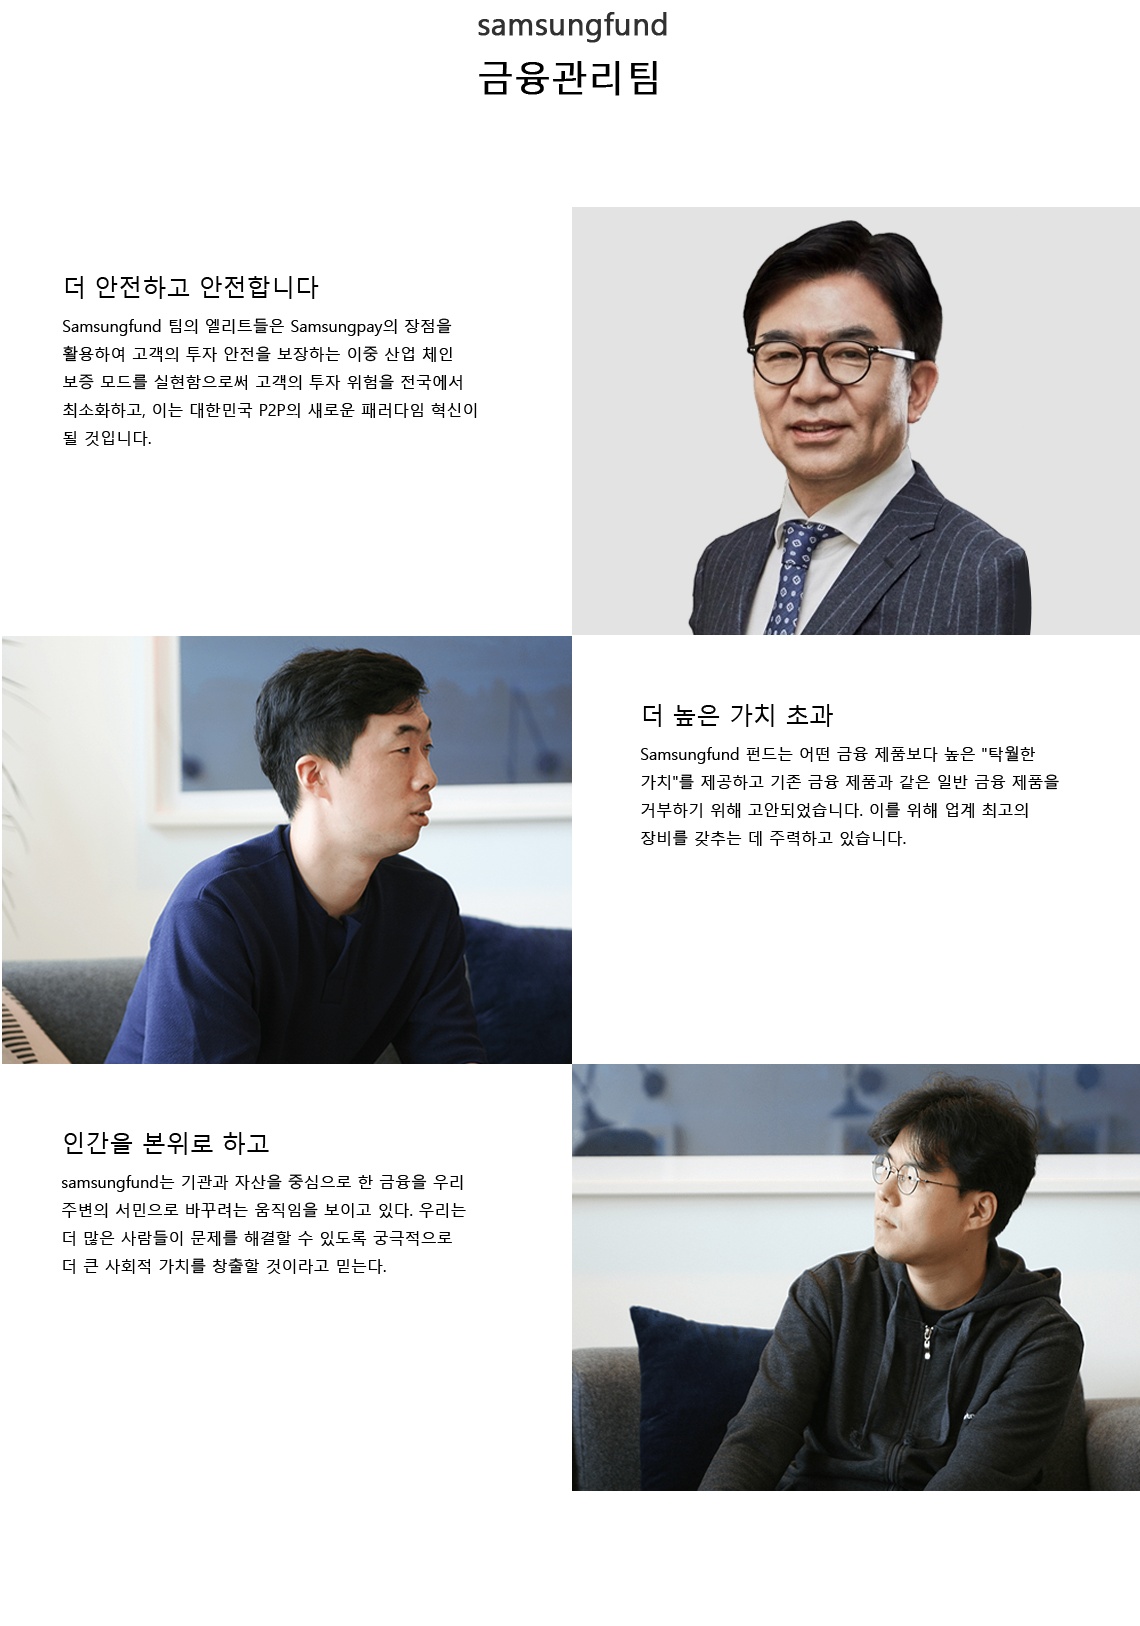 samsungfund
금융관리팀
더 안전하고 안전합니다
Samsungfund 팀의 엘리트들은 Samsungpay의 장점을
활용하여 고객의 투자 안전을 보장하는 이중 산업 체인
보증 모드를 실현함으로써 고객의 투자 위험을 전국에서
최소화하고, 이는 대한민국 P2P의 새로운 패러다임 혁신이
될 것입니다.
더 높은 가치 초과
Samsungfund 펀드는 어떤 금융 제품보다 높은 "탁월한
가치"를 제공하고 기존 금융 제품과 같은 일반 금융 제품을
거부하기 위해 고안되었습니다. 이를 위해 업계 최고의
장비를 갖추는 데 주력하고 있습니다.
인간을 본위로 하고
samsungfund는 기관과 자산을 중심으로 한 금융을 우리
주변의 서민으로 바꾸려는 움직임을 보이고 있다. 우리는
더 많은 사람들이 문제를 해결할 수 있도록 궁극적으로
더 큰 사회적 가치를 창출할 것이라고 믿는다.